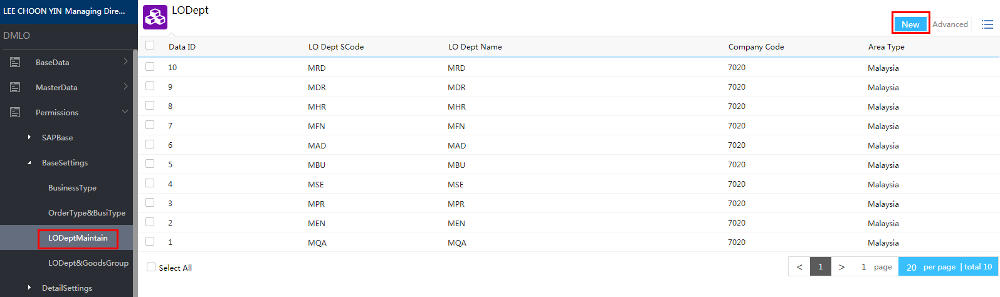 LEE CHOON YIN Managing Dire...
DMLO
BaseData
MasterData
Permissions
SAPBase
BaseSettings
BusinessType
OrderType&BusiType
LODeptMaintain
LODept&GoodsGroup
DetailSettings
LODept
New Advanced
Data ID LO Dept SCode LO Dept Name Company Code Area Type
10 MRD MRD 7020 Malaysia
9 MDR MDR 7020 Malaysia
8 MHR MHR 7020 Malaysia
7 MFN MFN 7020 Malaysia
6 MAD MAD 7020 Malaysia
5 MBU MBU 7020 Malaysia
4 MSE MSE 7020 Malaysia
3 MPR MPR 7020 Malaysia
2 MEN MEN 7020 Malaysia
1 MQA MQA 7020 Malaysia
Select All < 1 > 1 page 20 per page | total 10